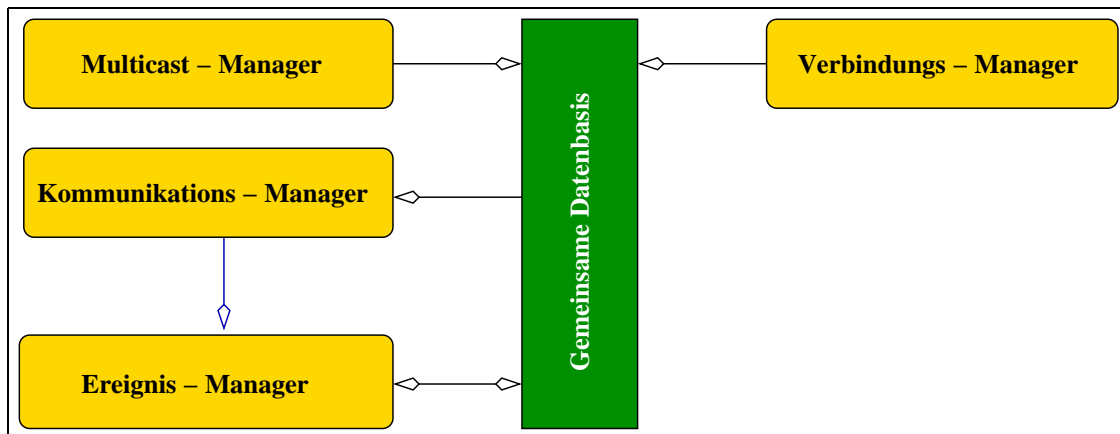 Multicast – Manager
Verbindungs – Manager
Kommunikations – Manager
Gemeinsame Datenbasis
Ereignis – Manager